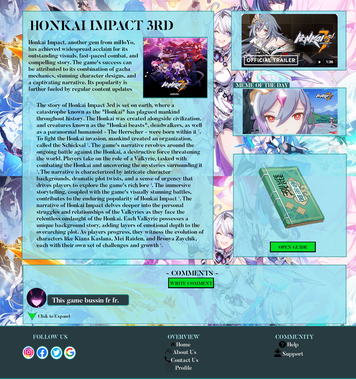 HONKAI IMPACT 3RD
Honkai Impact, another gem from miHoYo,
has achieved widespread acclaim for its
outstanding visuals, fast-paced combat, and
compelling story. The game's success can
be attributed to its combination of gacha
mechanics, stunning character designs, and
a captivating narrative. Its popularity is
farther fueled by regular content updates
The story of Honkai Impact 3rd is set on earth, where a
catastrophe known as the "Honkai" has plagued mankind
throughout history. The Honkai was created alongside civilization,
and creatures known as the "Honkai beasts", deadwalkers, as well
as a paranormal humanoid - The Herrscher - were born within it
To fight the Honkai invasion, mankind created an organization,
called the Schicksal . The game's narrative revolves around the
ongoing battle against the Honkai, a destructive force threatening
the world. Players take on the role of a Valkyrie, tasked with
combating the Honkai and uncovering the mysteries surrounding it
. The narrative is characterized by intricate character
backgrounds, dramatic plot twists, and a sense of urgency that
drives players to explore the game's rich lore . The immersive
storytelling, coupled with the game's visually stunning battles,
contributes to the enduring popularity of Honkai Impact . The
narrative of Honkai Impact delves deeper into the personal
struggles and relationships of the Valkyries as they face the
relentless onslaught of the Honkai. Each Valkyrie possesses a
unique background story, adding layers of emotional depth to the
overarching plot. As players progress, they witness the evolution of
characters like Kiana Kaslana, Mei Raiden, and Bronya Zaychik,
each with their own set of challenges and growth
OFFICIAL TRAILER
MEME OF THE DAY
OPEN GUIDE
~ COMMENTS ~
WRITE COMMENT
This game bussin fr fr.
Click to Expand
FOLLOW US
OVERVIEW
Home
About Us
Contact Us
Profile
COMMUNITY
Help
Support